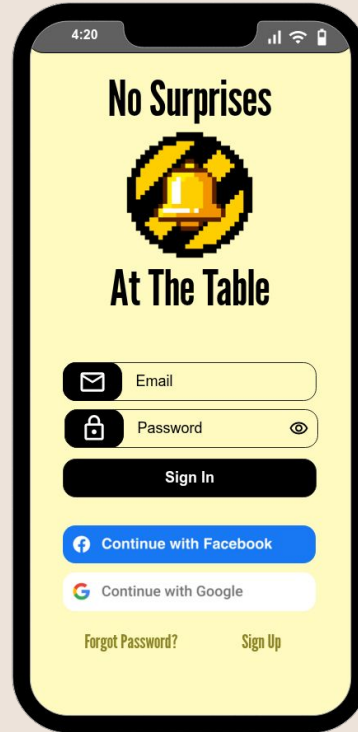 4:20
No Surprises
At The Table
Email
Password
Sign In
Continue with Facebook
Continue with Google
Forgot Password? Sign Up